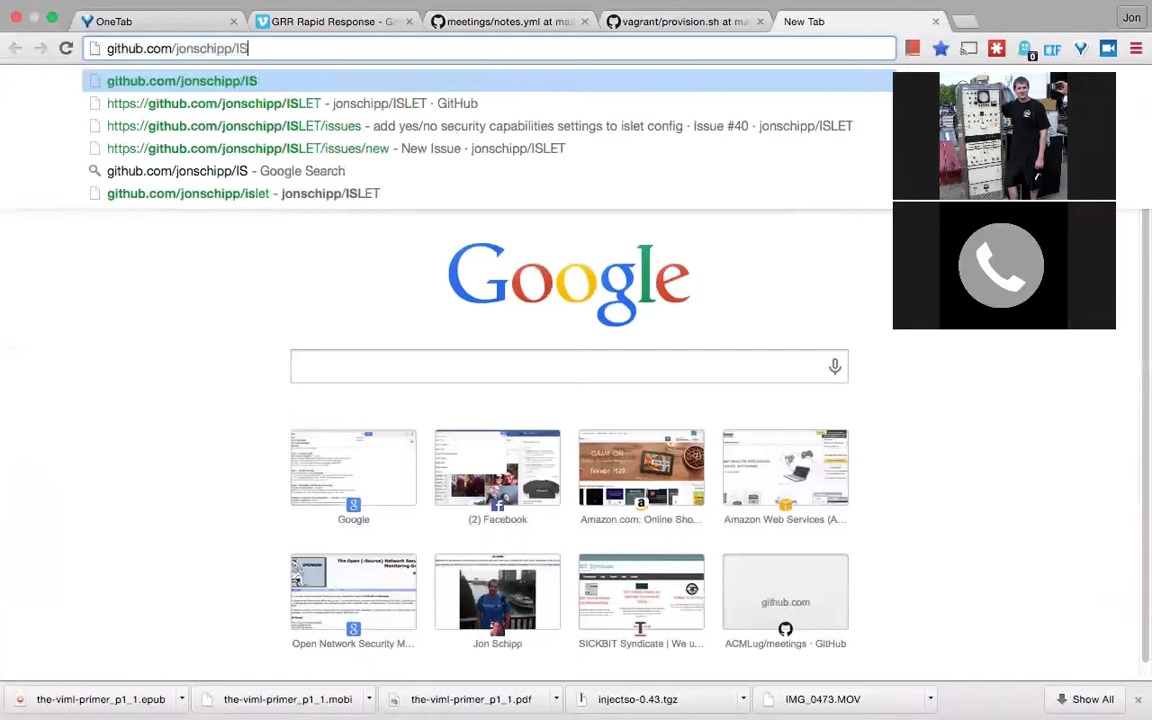 OneTab
GRR Rapid Response - G
meetings/notes.yml at ma
vagrant/provision.sh at ma
New Tab
Jon
github.com/jonschipp/IS
CIF
0
github.com/jonschipp/IS
https://github.com/jonschipp/ISLET - jonschipp/ISLET · GitHub
https://github.com/jonschipp/ISLET/issues - add yes/no security capabilities settings to islet config · Issue #40 · jonschipp/ISLET
https://github.com/jonschipp/ISLET/issues/new - New Issue · jonschipp/ISLET
github.com/jonschipp/IS - Google Search
github.com/jonschipp/islet - jonschipp/ISLET
Google
Google
(2) Facebook
Amazon.com: Online Sho...
Amazon Web Services (A...
github.com
Open Network Security M...
Jon Schipp
SICKBIT Syndicate | We u...
ACMLug/meetings · GitHub
the-viml-primer_p1_1.epub
the-viml-primer_p1_1.mobi
the-viml-primer_p1_1.pdf
injectso-0.43.tgz
IMG_0473.MOV
Show All